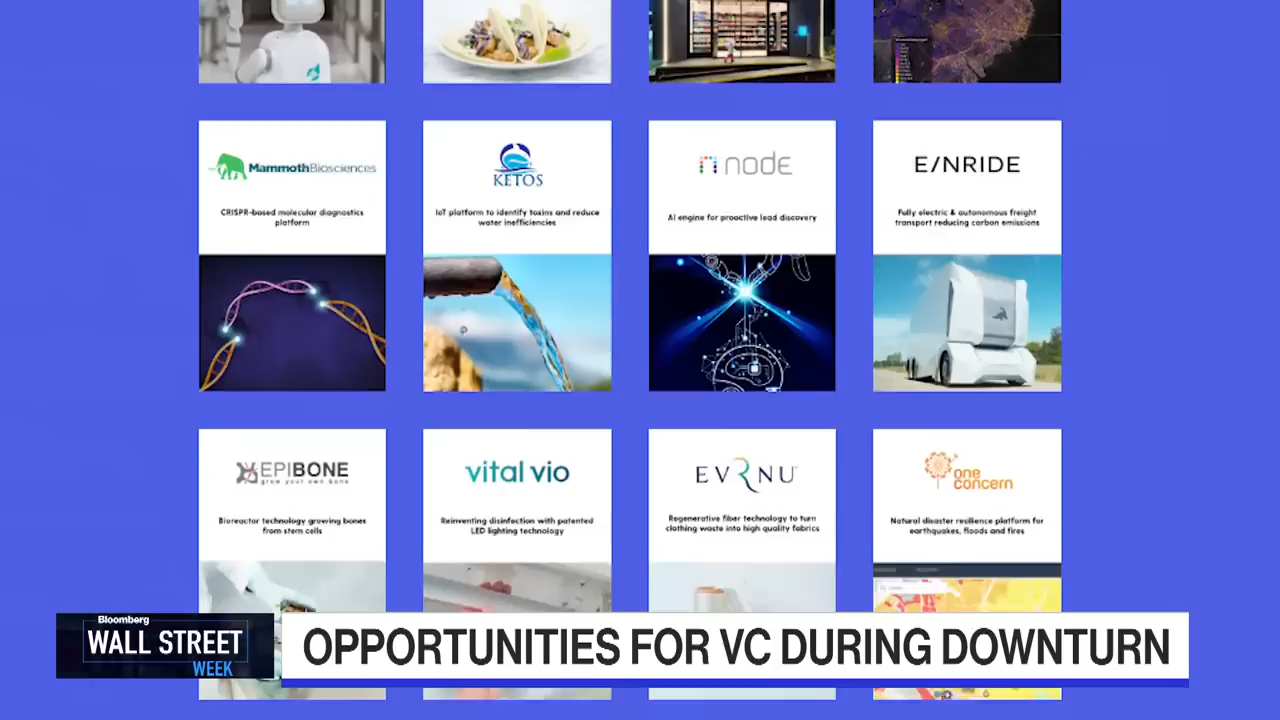 MammothBiosciences
CRISPR-based molecular diagnostics
platform
KETOS
IoT platform to identify toxins and reduce
water inefficiencies
node
AI engine for proactive lead discovery
E/NRIDE
Fully electric & autonomous freight
transport reducing carbon emissions
EPIBONE
grow your own bone
Bioreactor technology growing bones
from stem cells
vital vio
Reinventing disinfection with patented
LED lighting technology
EVRNU
Regenerative fiber technology to turn
clothing waste into high quality fabrics
one
concern
Natural disaster resilience platform for
earthquakes, floods and fires
Bloomberg
WALL STREET
WEEK
OPPORTUNITIES FOR VC DURING DOWNTURN